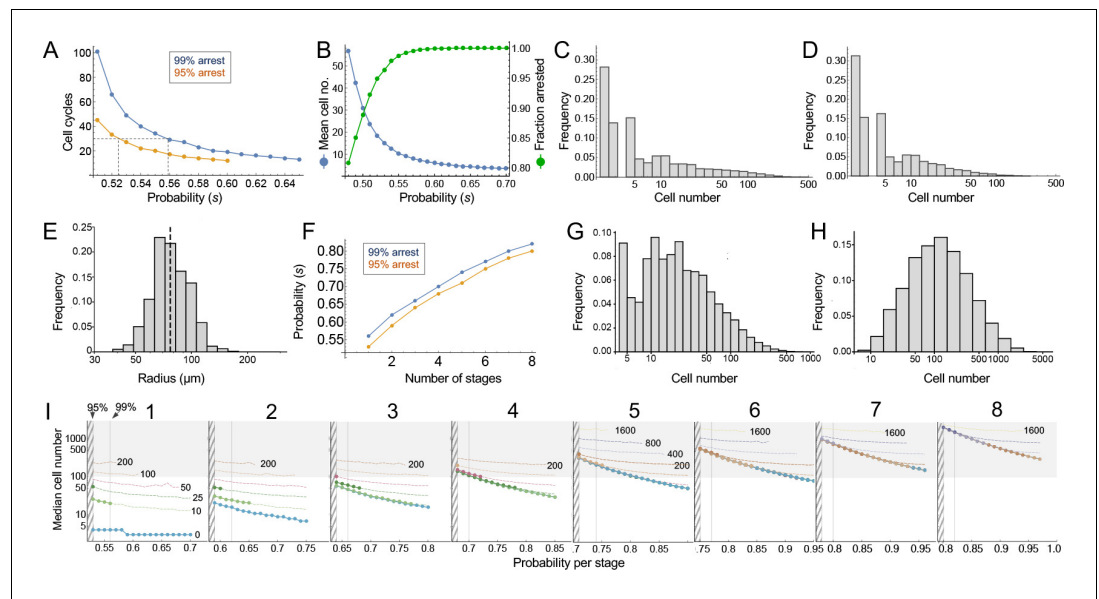 A
Cell cycles
100
80
60
40
20
99% arrest
95% arrest
0.52 0.54 0.56 0.58 0.60 0.62 0.64
Probability (s)
B
Mean cell no.
50
40
30
20
10
Fraction arrested
1.00
0.95
0.90
0.85
0.80
0.50 0.55 0.60 0.65 0.70
Probability (s)
C
Frequency
0.30
0.25
0.20
0.15
0.10
0.05
0.00
5 10 50 100 500
Cell number
D
Frequency
0.30
0.25
0.20
0.15
0.10
0.05
0.00
5 10 50 100 500
Cell number
E
Frequency
0.25
0.20
0.15
0.10
0.05
0
30 50 100 200
Radius (µm)
F
Probability (s)
0.80
0.75
0.70
0.65
0.60
0.55
99% arrest
95% arrest
2 4 6 8
Number of stages
G
Frequency
0.10
0.08
0.06
0.04
0.02
0.00
5 10 50 100 500 1000
Cell number
H
Frequency
0.15
0.10
0.05
0.00
10 50 100 500 1000 5000
Cell number
I
95% 99% 1 2 3 4 5 6 7 8
Median cell number
1000
500
100
50
10
5
200
100
50
25
10
0
200
200
200
1600
800
400
200
1600
1600
1600
0.55 0.6 0.65 0.7
0.6 0.65 0.7 0.75
0.65 0.7 0.75 0.8
0.7 0.75 0.8 0.85
.7 0.75 0.8 0.85
.75 0.8 0.85 0.9 0.95
0.8 0.85 0.9 0.95
0.8 0.85 0.9 0.95 1.0
Probability per stage